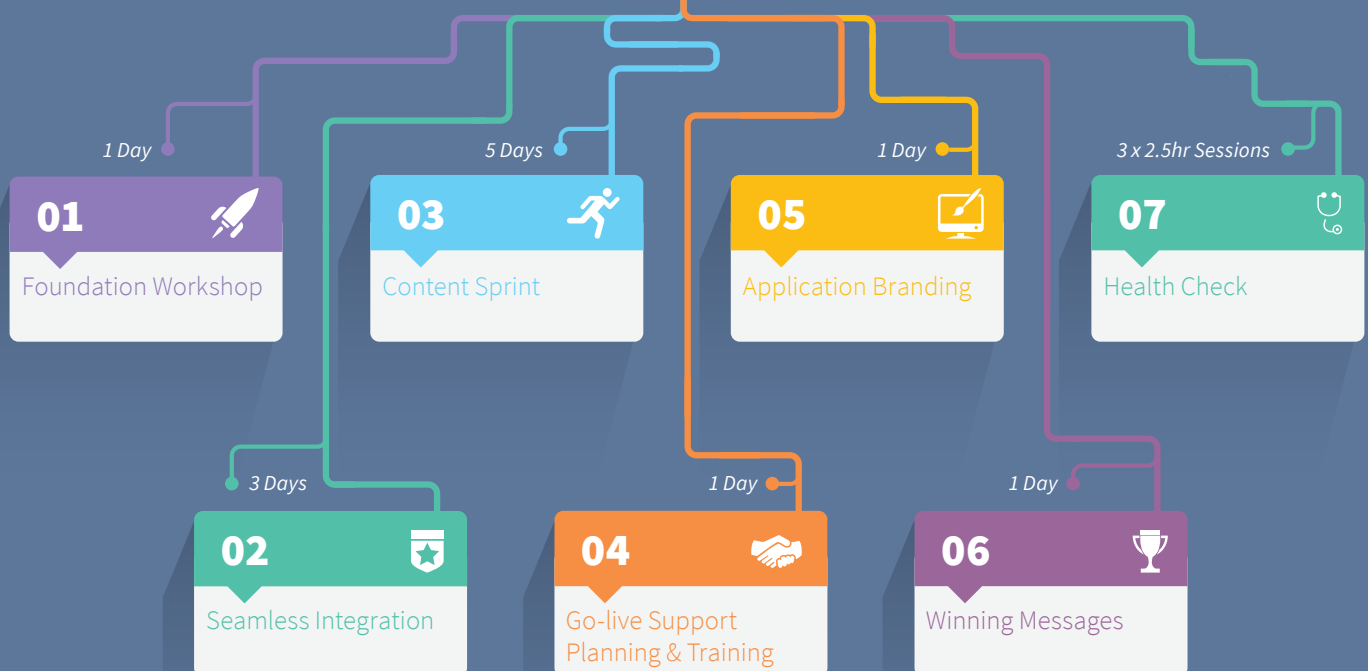 1 Day
01
Foundation Workshop
5 Days
03
Content Sprint
1 Day
05
Application Branding
3 x 2.5hr Sessions
07
Health Check
3 Days
02
Seamless Integration
1 Day
04
Go-live Support
Planning & Training
1 Day
06
Winning Messages